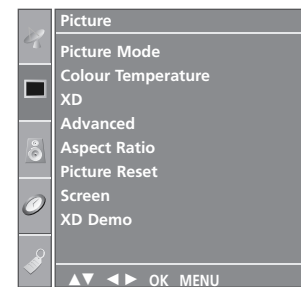 Picture
Picture Mode
Colour Temperature
XD
Advanced
Aspect Ratio
Picture Reset
Screen
XD Demo
▲▼ ◄► OK MENU